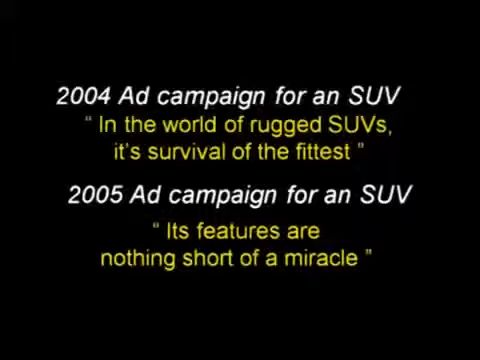 2004 Ad campaign for an SUV
“ In the world of rugged SUVs,
it’s survival of the fittest ”
2005 Ad campaign for an SUV
“ Its features are
nothing short of a miracle ”